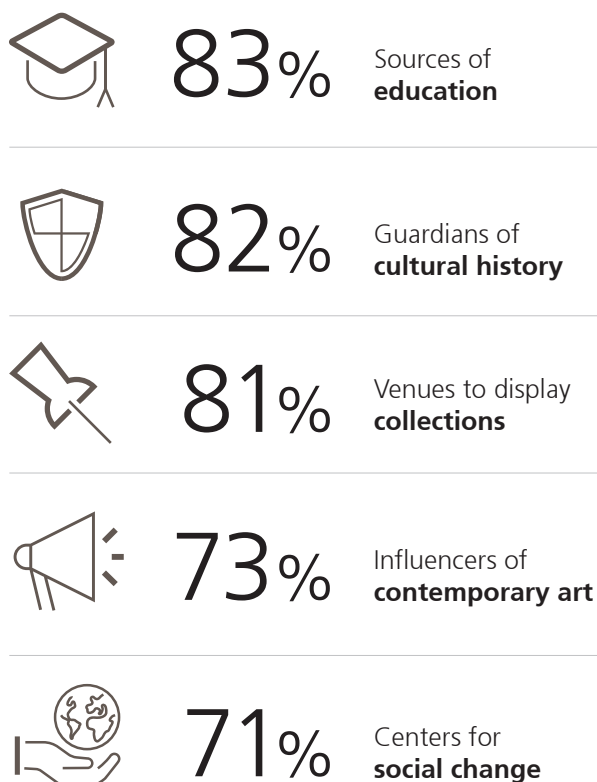 83% Sources of
education
82% Guardians of
cultural history
81% Venues to display
collections
73% Influencers of
contemporary art
71% Centers for
social change